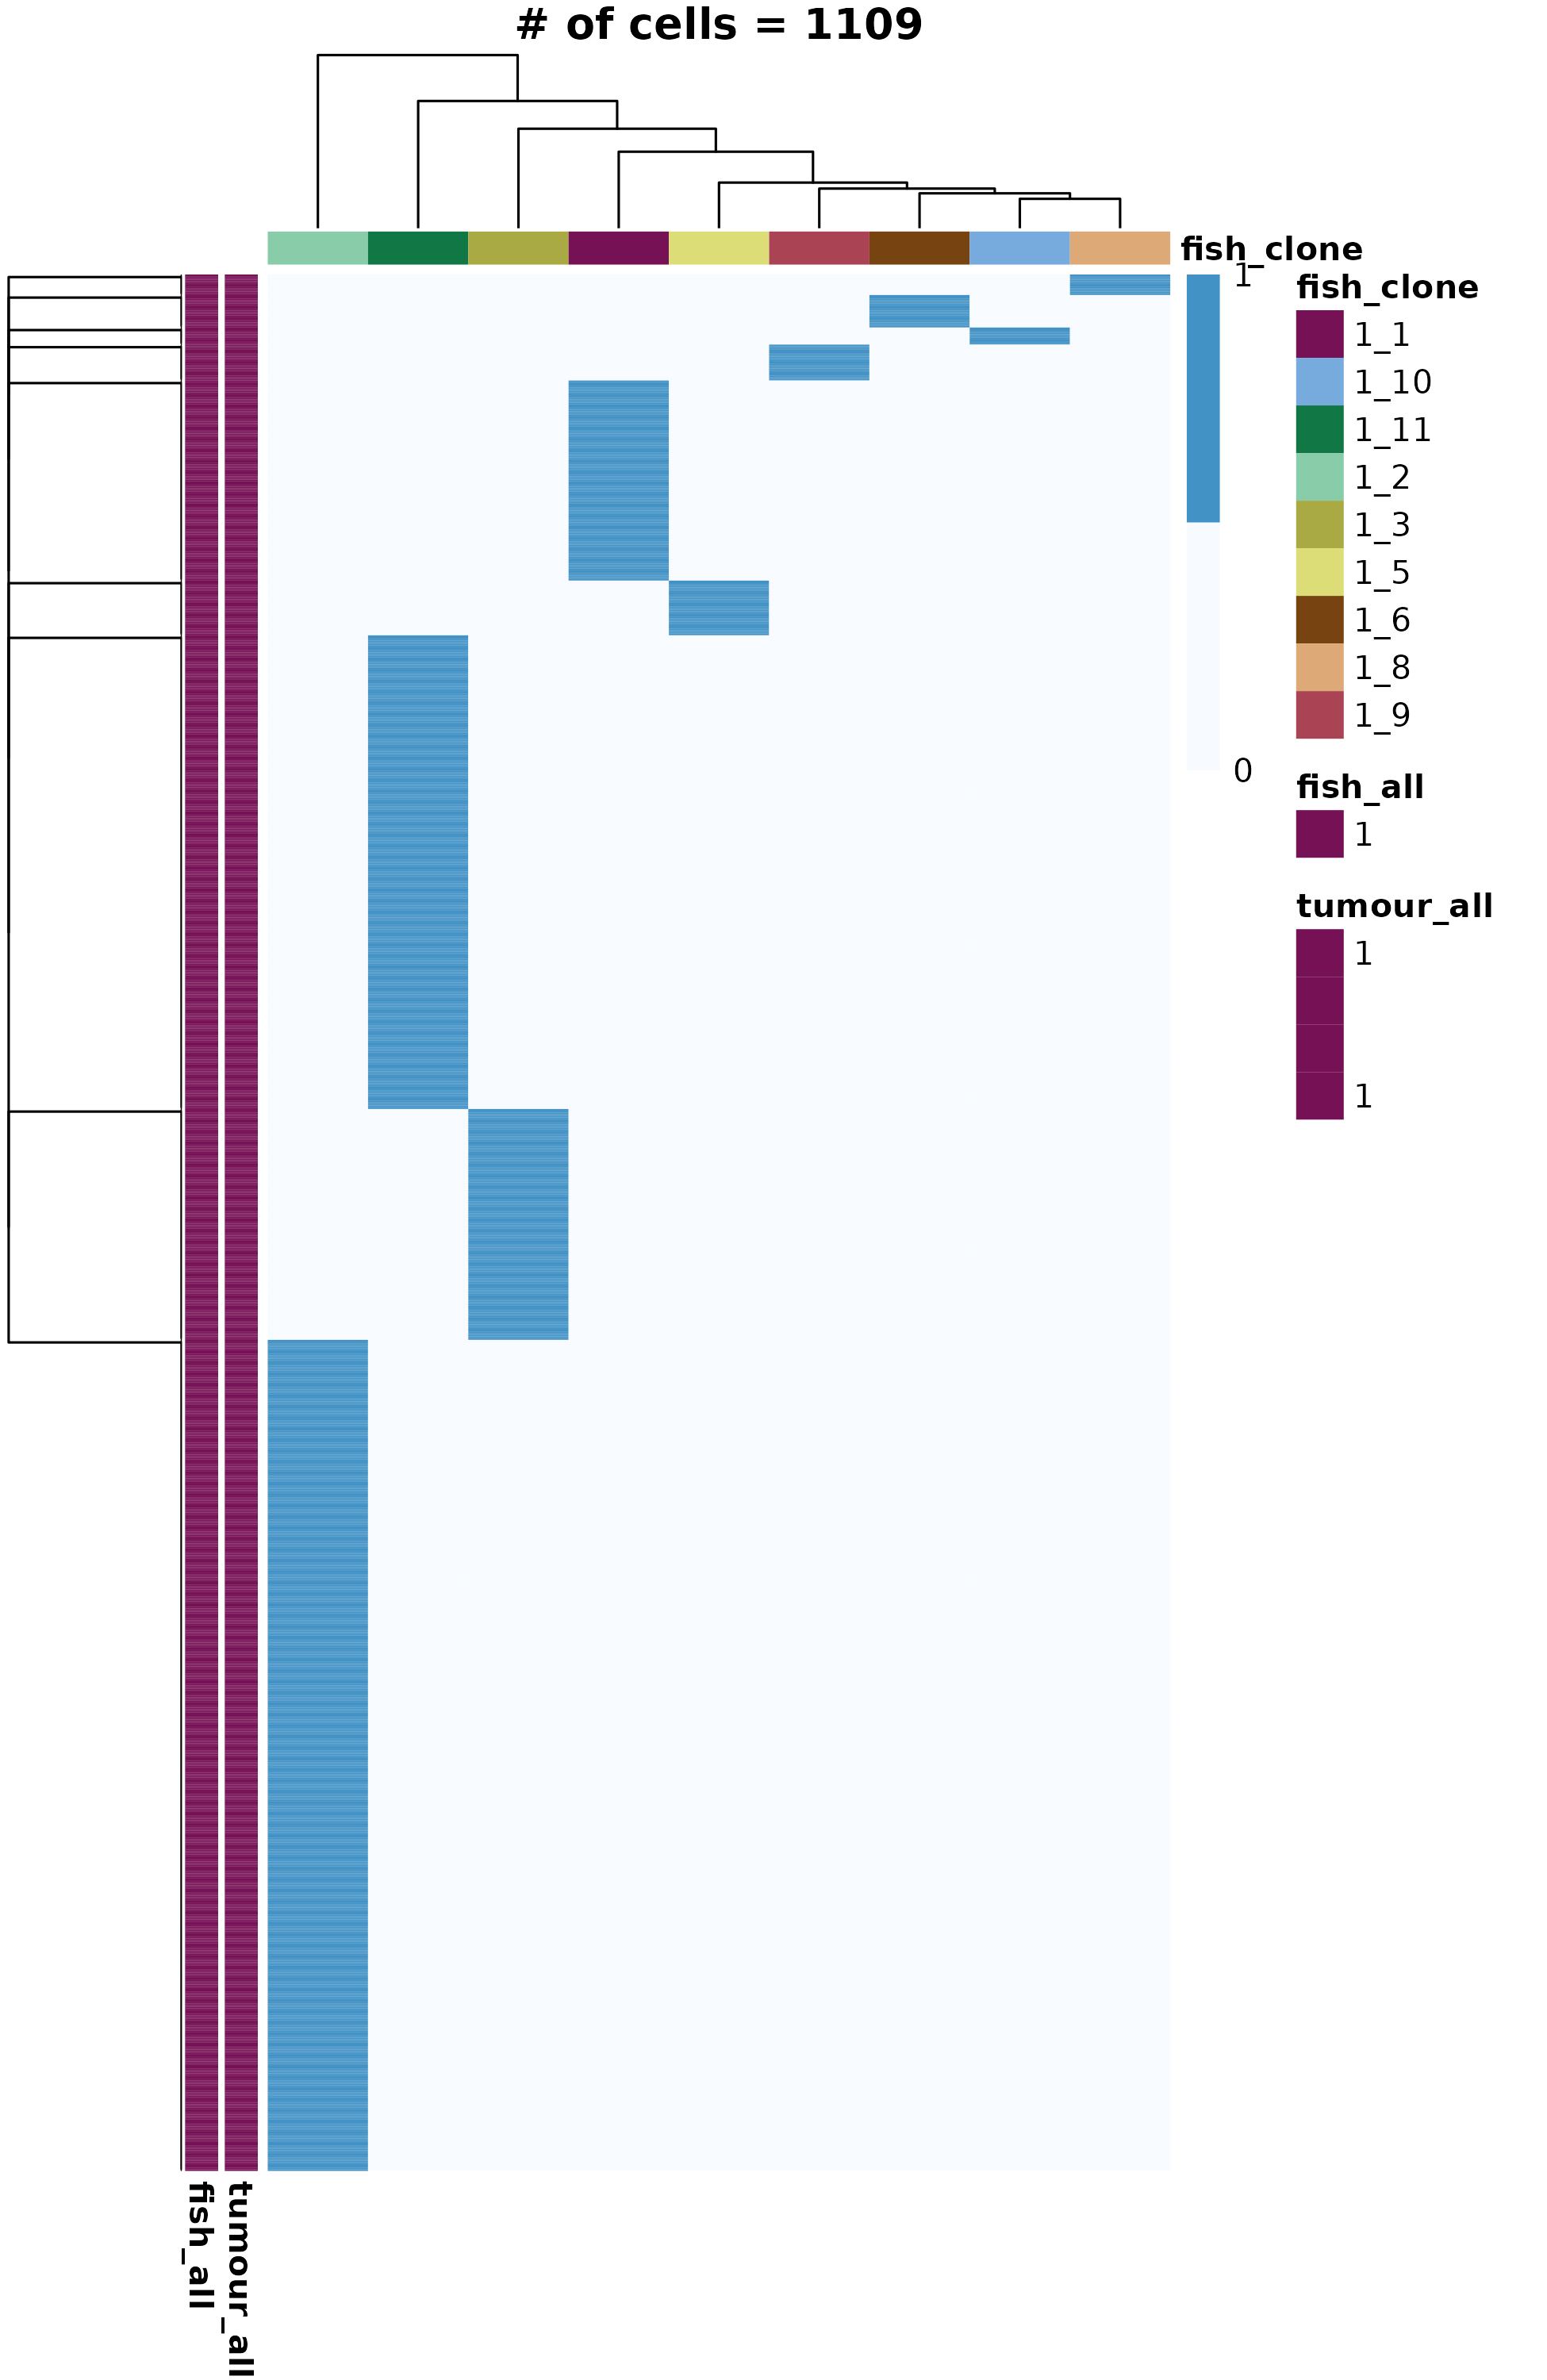 # of cells = 1109
fish_clone
1
0
fish_clone
1_1
1_10
1_11
1_2
1_3
1_5
1_6
1_8
1_9
fish_all
1
tumour_all
1
1
fish_all
tumour_all